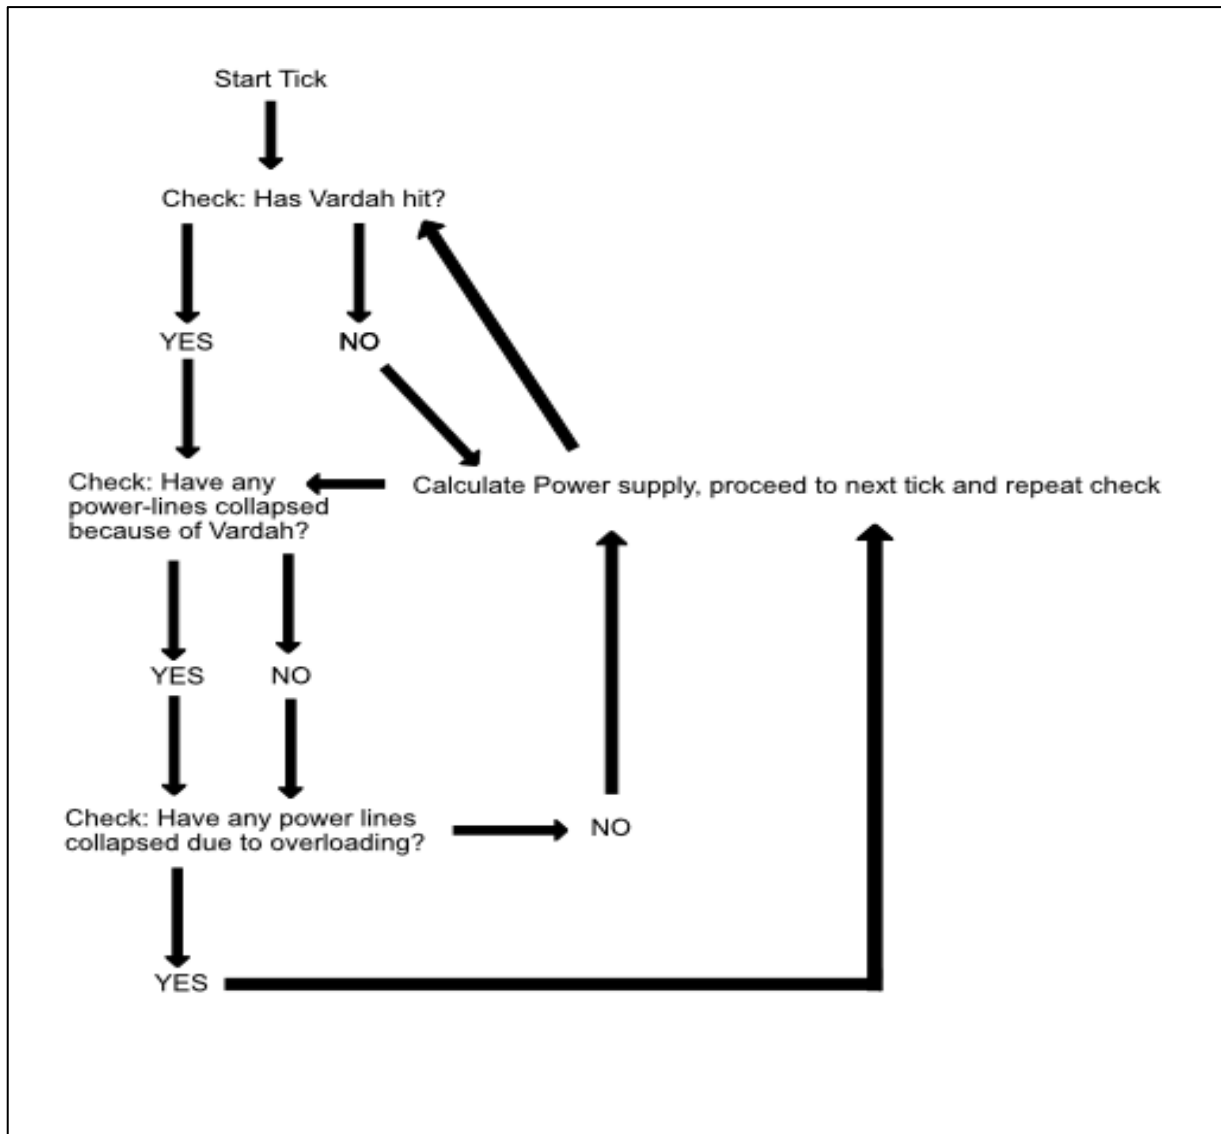 Start Tick
Check: Has Vardah hit?
YES
NO
Check: Have any
power-lines collapsed
because of Vardah?
Calculate Power supply, proceed to next tick and repeat check
YES
NO
Check: Have any power lines
collapsed due to overloading?
NO
YES